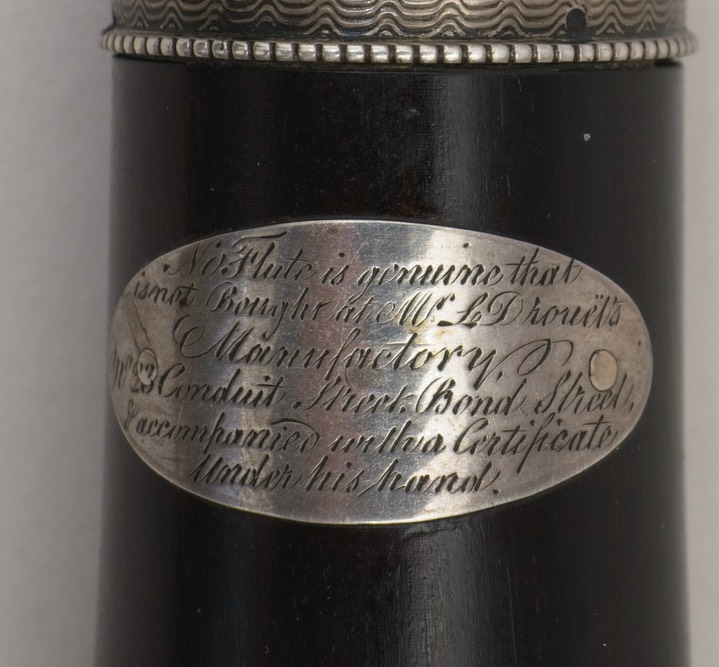 No Flute is genuine that
is not Bought at Mr. L Drouët's
Manufactory,
No 23 Conduit Street, Bond Street,
& accompanied with a Certificate
Under his hand.